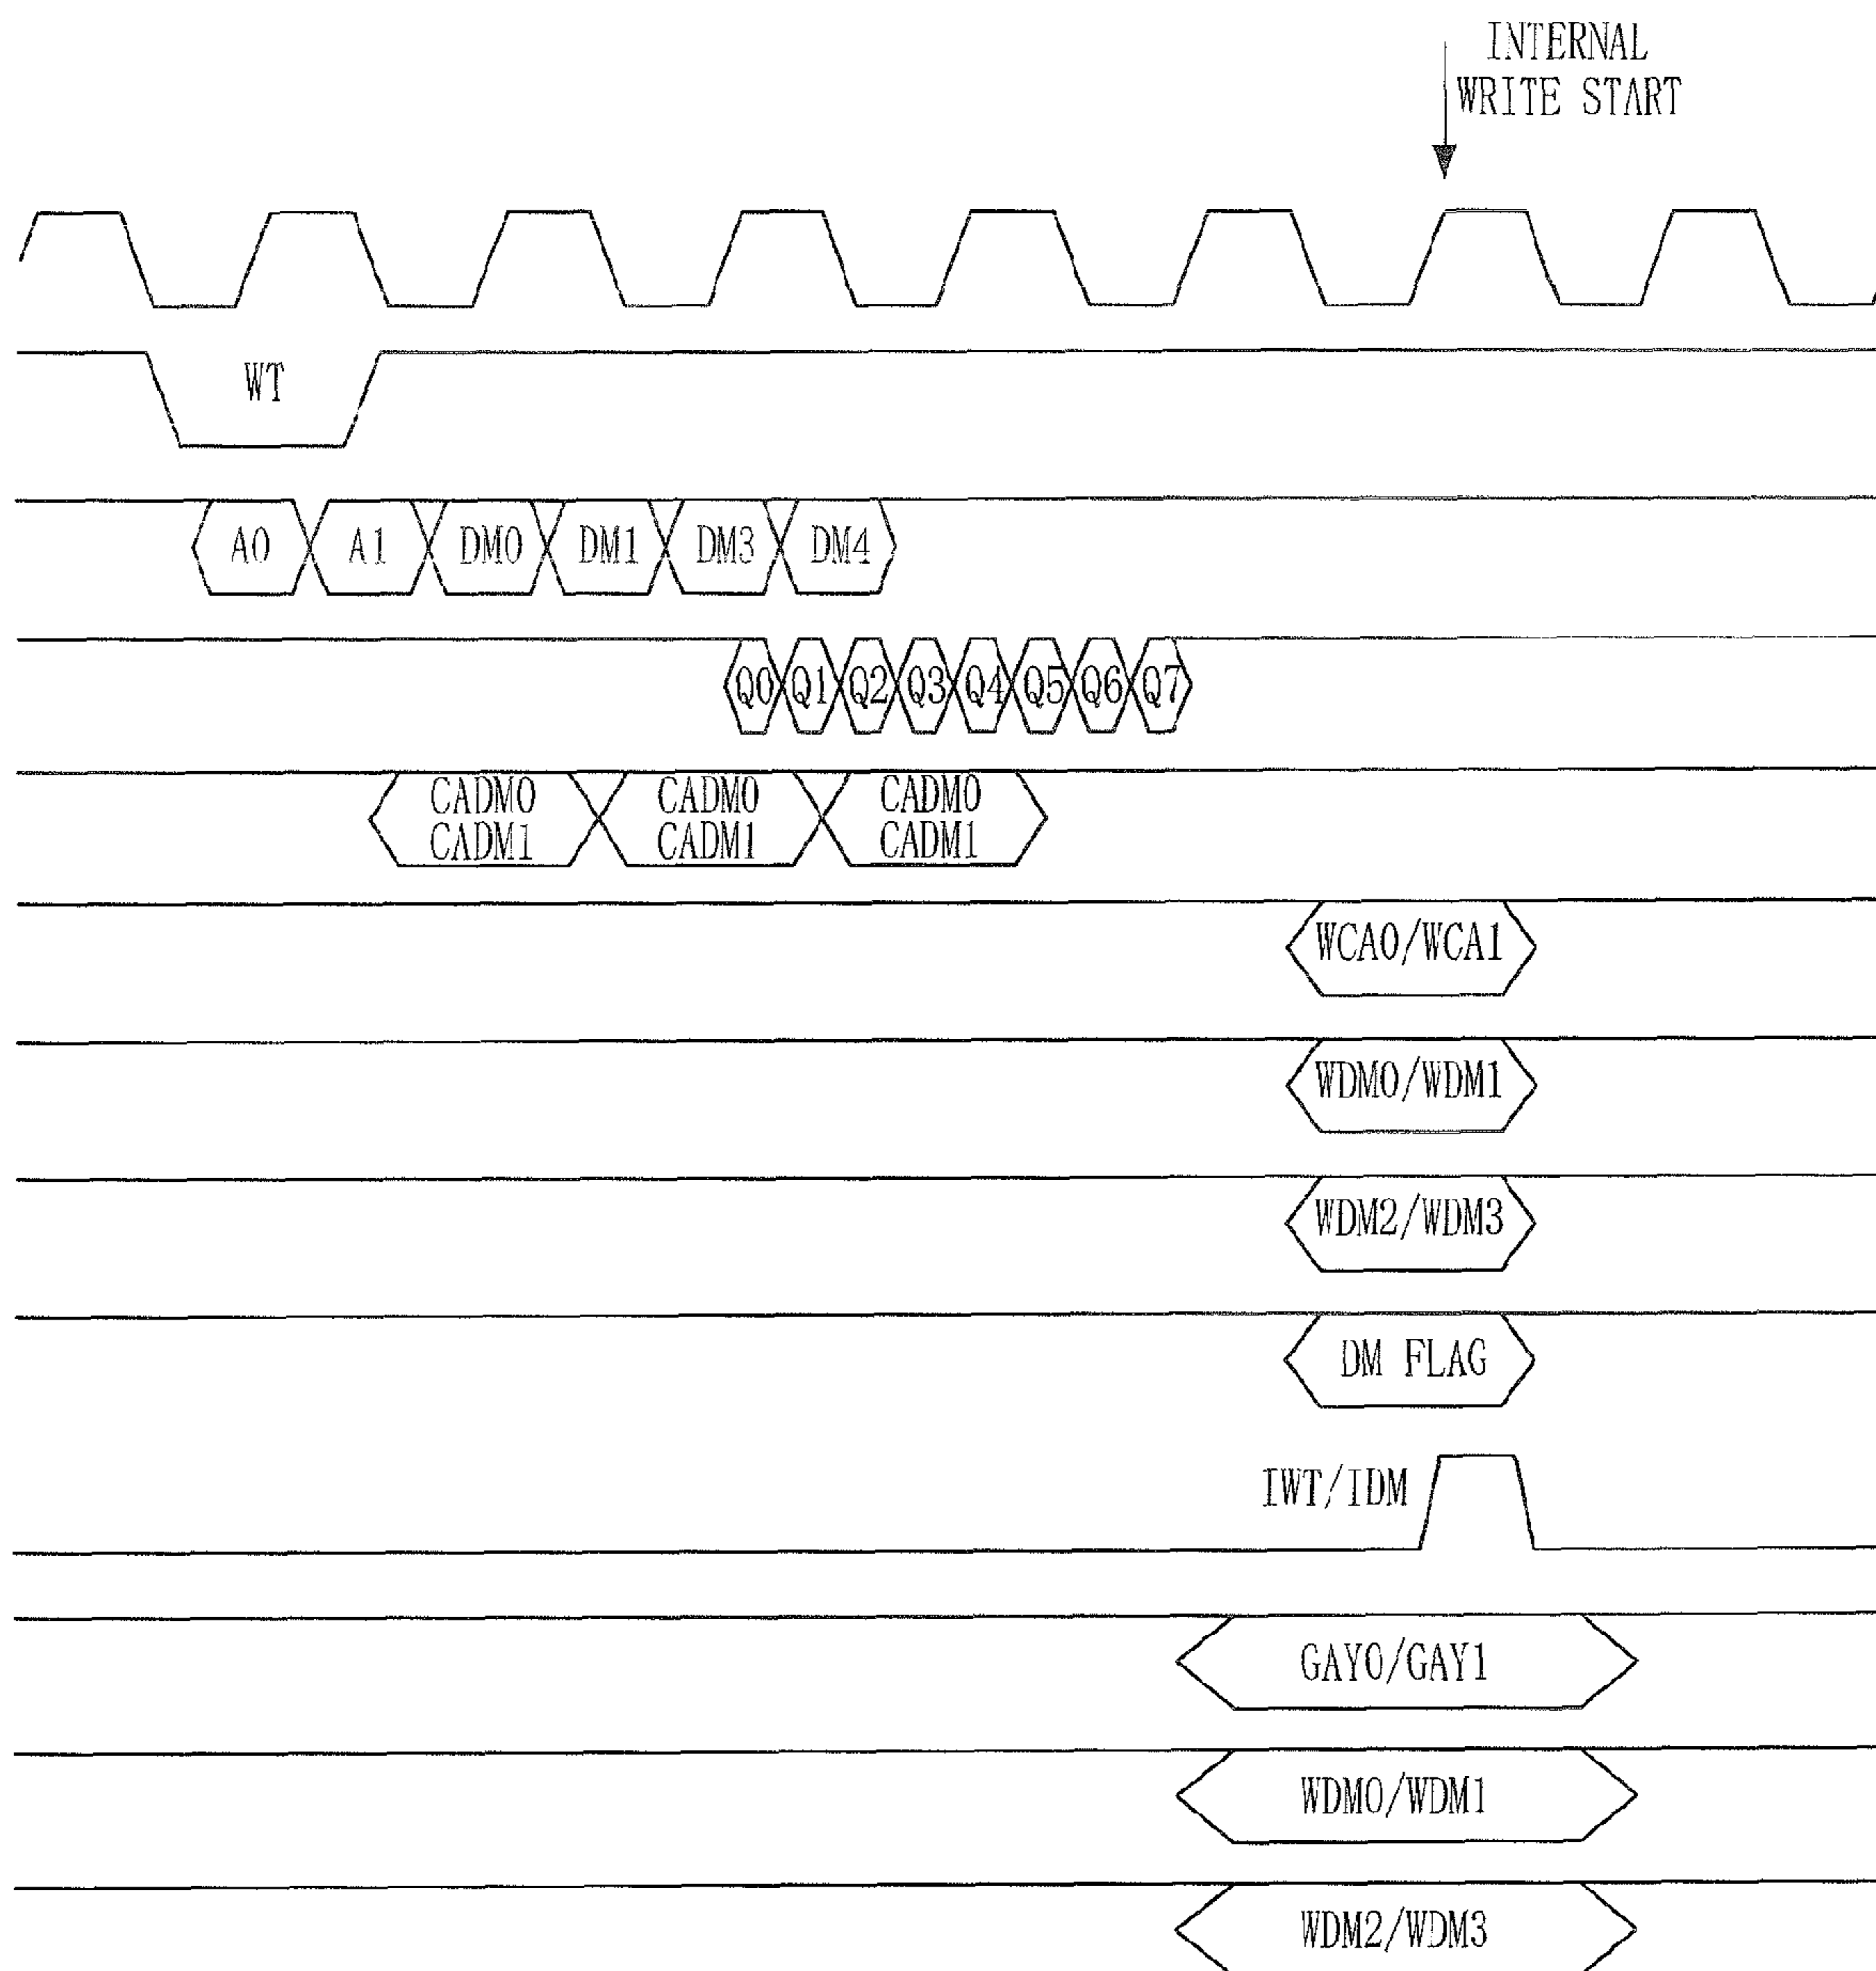 INTERNAL
WRITE START
WT
A0 A1 DM0 DM1 DM3 DM4
Q0 Q1 Q2 Q3 Q4 Q5 Q6 Q7
CADM0 CADM0 CADM0
CADM1 CADM1 CADM1
WCA0/WCA1
WDM0/WDM1
WDM2/WDM3
DM FLAG
IWT/IDM
GAY0/GAY1
WDM0/WDM1
WDM2/WDM3